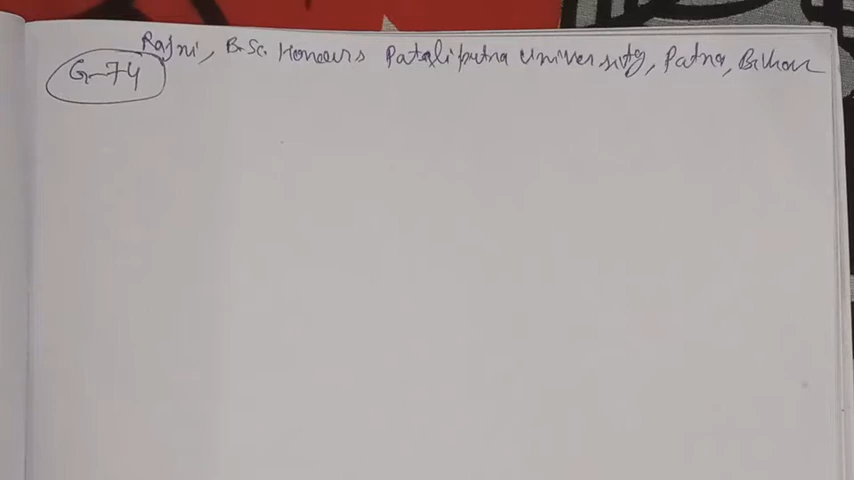 Rajni, B.Sc. Honours Pataliputra University, Patna, Bihar
G-74